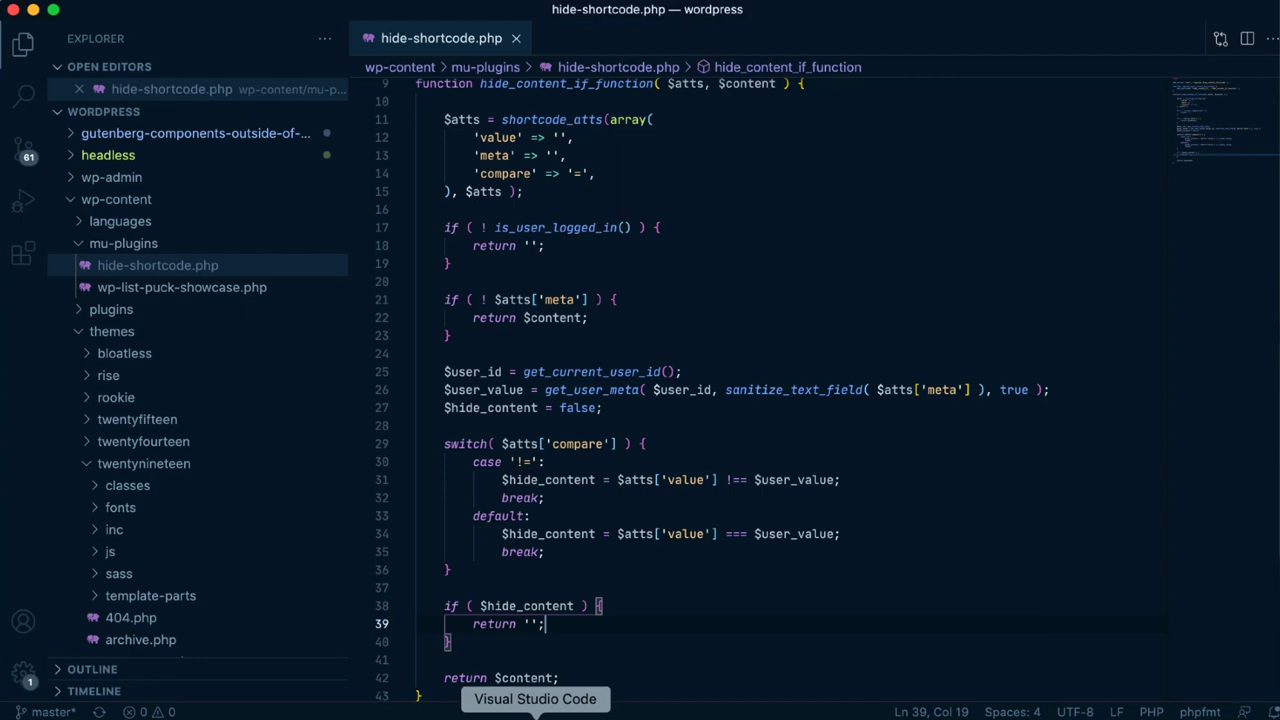 hide-shortcode.php — wordpress
EXPLORER
hide-shortcode.php
OPEN EDITORS
hide-shortcode.php wp-content/mu-p...
WORDPRESS
gutenberg-components-outside-of-...
headless
wp-admin
wp-content
languages
mu-plugins
hide-shortcode.php
wp-list-puck-showcase.php
plugins
themes
bloatless
rise
rookie
twentyfifteen
twentyfourteen
twentynineteen
classes
fonts
inc
js
sass
template-parts
404.php
archive.php
OUTLINE
TIMELINE
61
1
wp-content > mu-plugins > hide-shortcode.php > hide_content_if_function
9 function hide_content_if_function( $atts, $content ) {
10
11 $atts = shortcode_atts(array(
12 'value' => '',
13 'meta' => '',
14 'compare' => '=',
15 ), $atts );
16
17 if ( ! is_user_logged_in() ) {
18 return '';
19 }
20
21 if ( ! $atts['meta'] ) {
22 return $content;
23 }
24
25 $user_id = get_current_user_id();
26 $user_value = get_user_meta( $user_id, sanitize_text_field( $atts['meta'] ), true );
27 $hide_content = false;
28
29 switch( $atts['compare'] ) {
30 case '!=':
31 $hide_content = $atts['value'] !== $user_value;
32 break;
33 default:
34 $hide_content = $atts['value'] === $user_value;
35 break;
36 }
37
38 if ( $hide_content ) {
39 return '';
40 }
41
42 return $content;
43 }
Visual Studio Code
master* 0 0 Ln 39, Col 19 Spaces: 4 UTF-8 LF PHP phpfmt